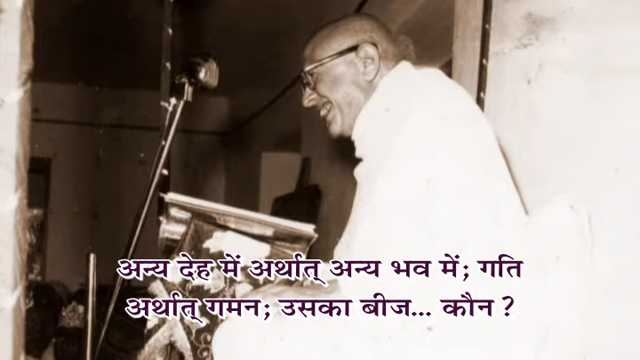 अन्य देह में अर्थात् अन्य भव में; गति
अर्थात् गमन; उसका बीज... कौन ?